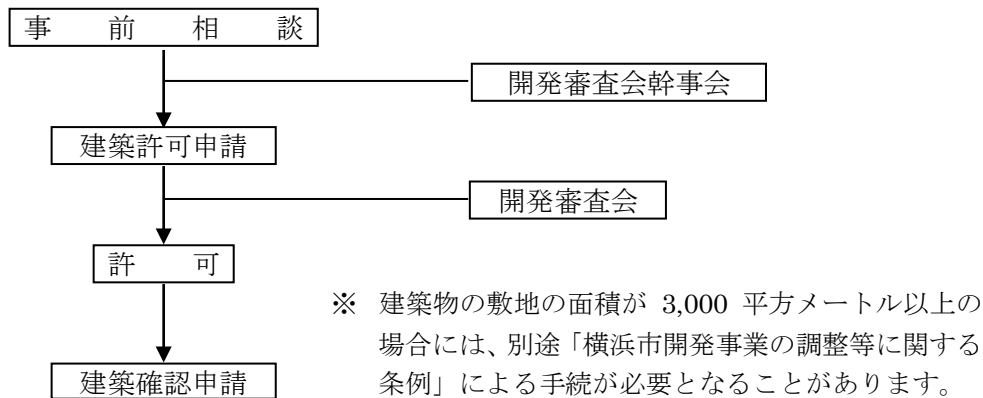 事前相談
開発審査会幹事会
建築許可申請
開発審査会
許可
※ 建築物の敷地の面積が 3,000 平方メートル以上の
場合には、別途「横浜市開発事業の調整等に関する
条例」による手続が必要となることがあります。
建築確認申請